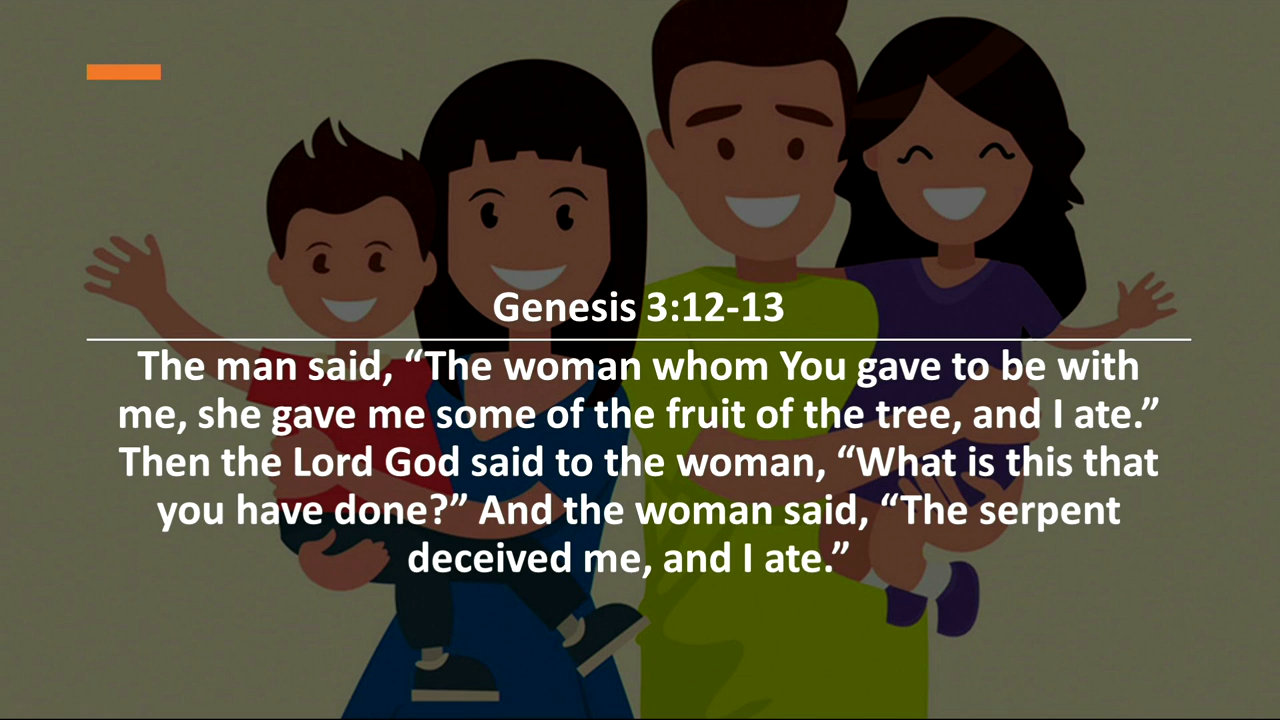 Genesis 3:12-13
The man said, “The woman whom You gave to be with
me, she gave me some of the fruit of the tree, and I ate.”
Then the Lord God said to the woman, “What is this that
you have done?” And the woman said, “The serpent
deceived me, and I ate.”